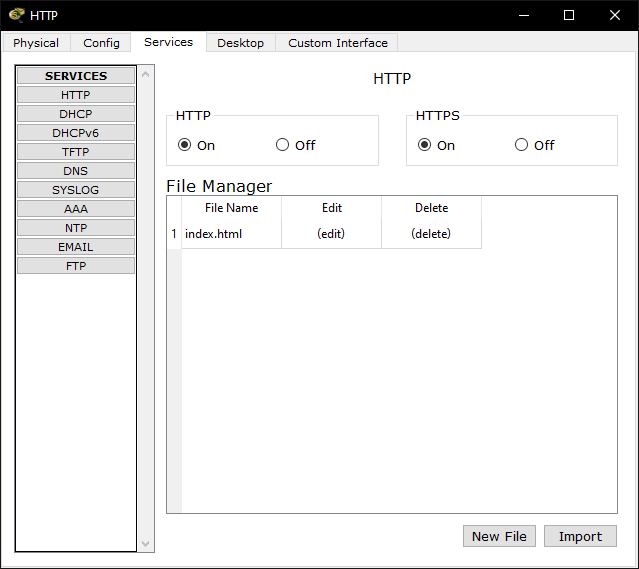 HTTP
Physical Config Services Desktop Custom Interface
SERVICES
HTTP
DHCP
DHCPv6
TFTP
DNS
SYSLOG
AAA
NTP
EMAIL
FTP
HTTP
HTTP
On Off
HTTPS
On Off
File Manager
File Name Edit Delete
1 index.html (edit) (delete)
New File Import